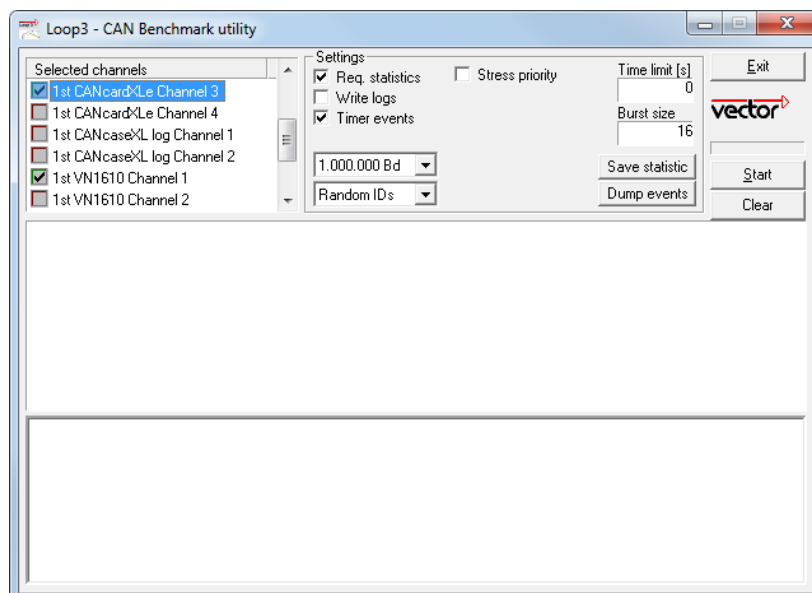 Loop3 - CAN Benchmark utility
Selected channels
1st CANcardXLe Channel 3
1st CANcardXLe Channel 4
1st CANcaseXL log Channel 1
1st CANcaseXL log Channel 2
1st VN1610 Channel 1
1st VN1610 Channel 2
Settings
Req. statistics
Write logs
Timer events
Stress priority
1.000.000 Bd
Random IDs
Time limit [s]
0
Burst size
16
Save statistic
Dump events
Exit
vector
Start
Clear